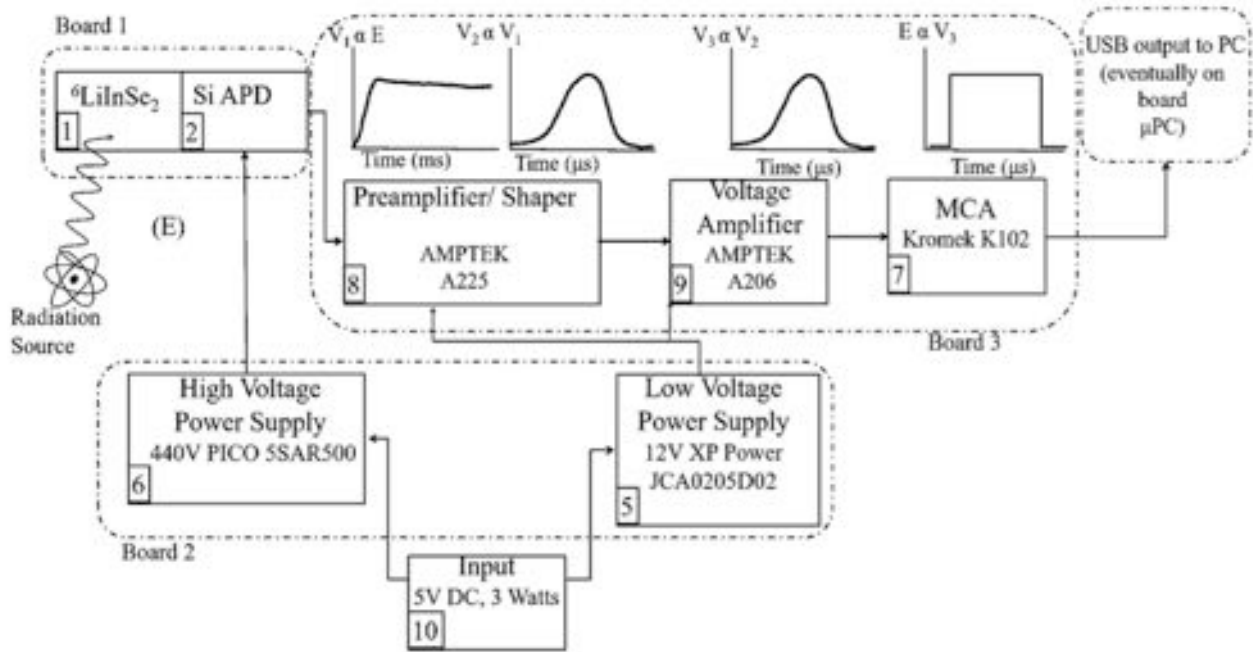 Board 1
⁶LiInSe₂
1
Si APD
2
V₁ α E
Time (ms)
V₂ α V₁
Time (μs)
V₃ α V₂
Time (μs)
E α V₃
Time (μs)
USB output to PC
(eventually on
board
μPC)
Preamplifier/ Shaper
AMPTEK
A225
8
Voltage
Amplifier
AMPTEK
A206
9
MCA
Kromek K102
7
(E)
Radiation
Source
Board 3
High Voltage
Power Supply
440V PICO 5SAR500
6
Low Voltage
Power Supply
12V XP Power
JCA0205D02
5
Board 2
Input
5V DC, 3 Watts
10